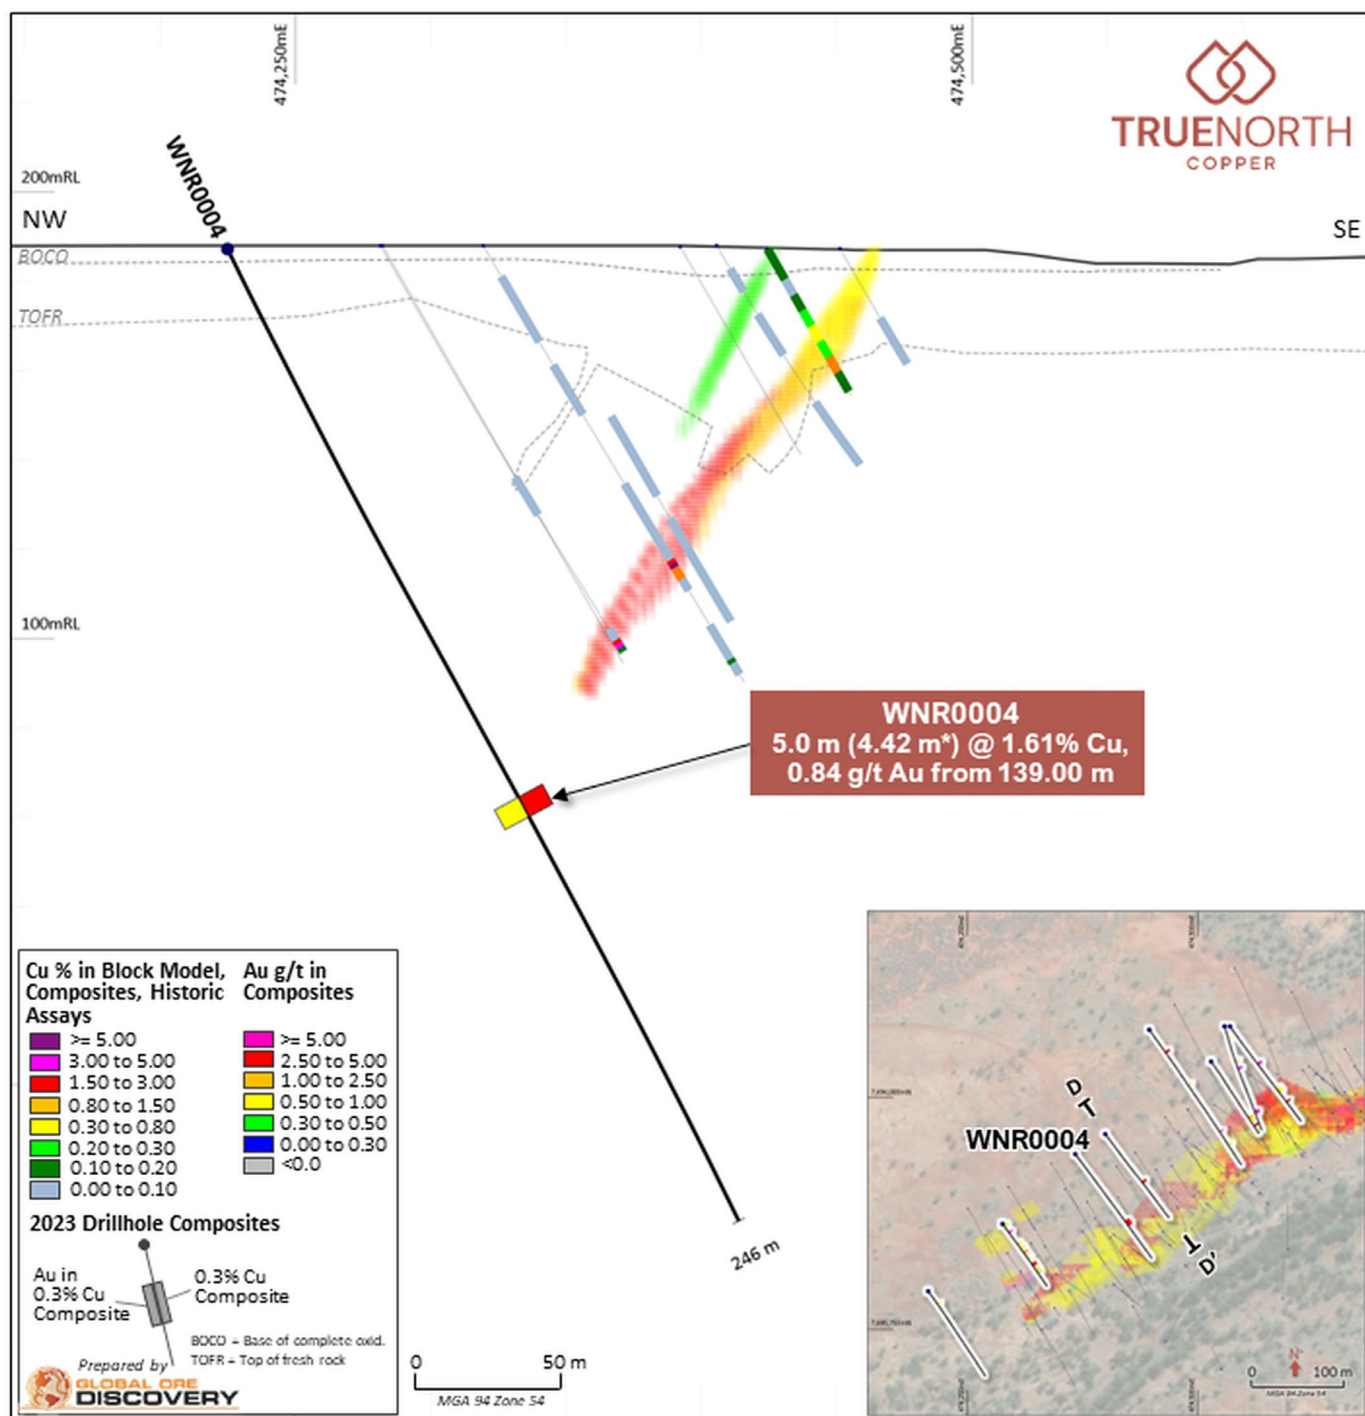 474,250mE
474,500mE
TRUENORTH
COPPER
WNR0004
200mRL
NW
SE
BOCO
TOFR
100mRL
WNR0004
5.0 m (4.42 m*) @ 1.61% Cu,
0.84 g/t Au from 139.00 m
246 m
Cu % in Block Model,
Composites, Historic
Assays
>= 5.00
3.00 to 5.00
1.50 to 3.00
0.80 to 1.50
0.30 to 0.80
0.20 to 0.30
0.10 to 0.20
0.00 to 0.10
Au g/t in
Composites
>= 5.00
2.50 to 5.00
1.00 to 2.50
0.50 to 1.00
0.30 to 0.50
0.00 to 0.30
<0.0
2023 Drillhole Composites
Au in
0.3% Cu
Composite
0.3% Cu
Composite
BOCO = Base of complete oxid.
TOFR = Top of fresh rock
Prepared by
GLOBAL ORE
DISCOVERY
0 50 m
MGA 94 Zone 54
D
WNR0004
D'
N
0 100 m
MGA 94 Zone 54